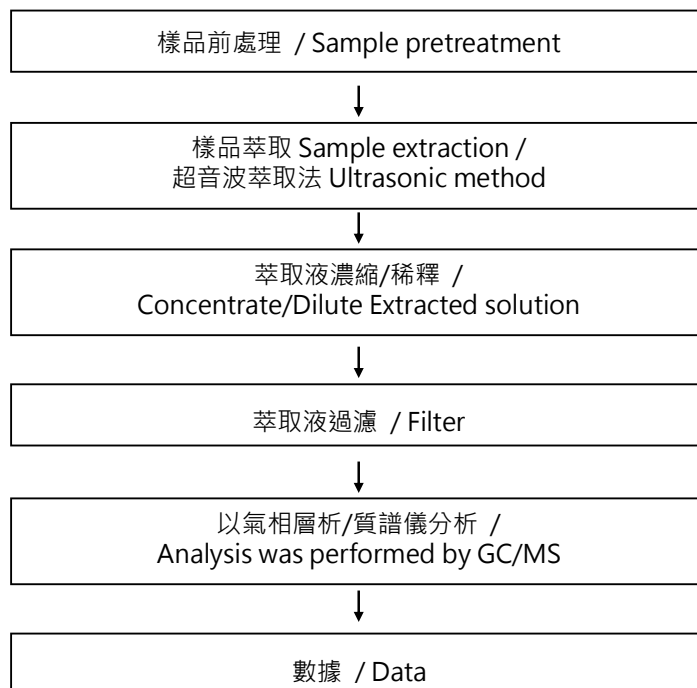 樣品前處理 / Sample pretreatment
樣品萃取 Sample extraction /
超音波萃取法 Ultrasonic method
萃取液濃縮/稀釋 /
Concentrate/Dilute Extracted solution
萃取液過濾 / Filter
以氣相層析/質譜儀分析 /
Analysis was performed by GC/MS
數據 / Data